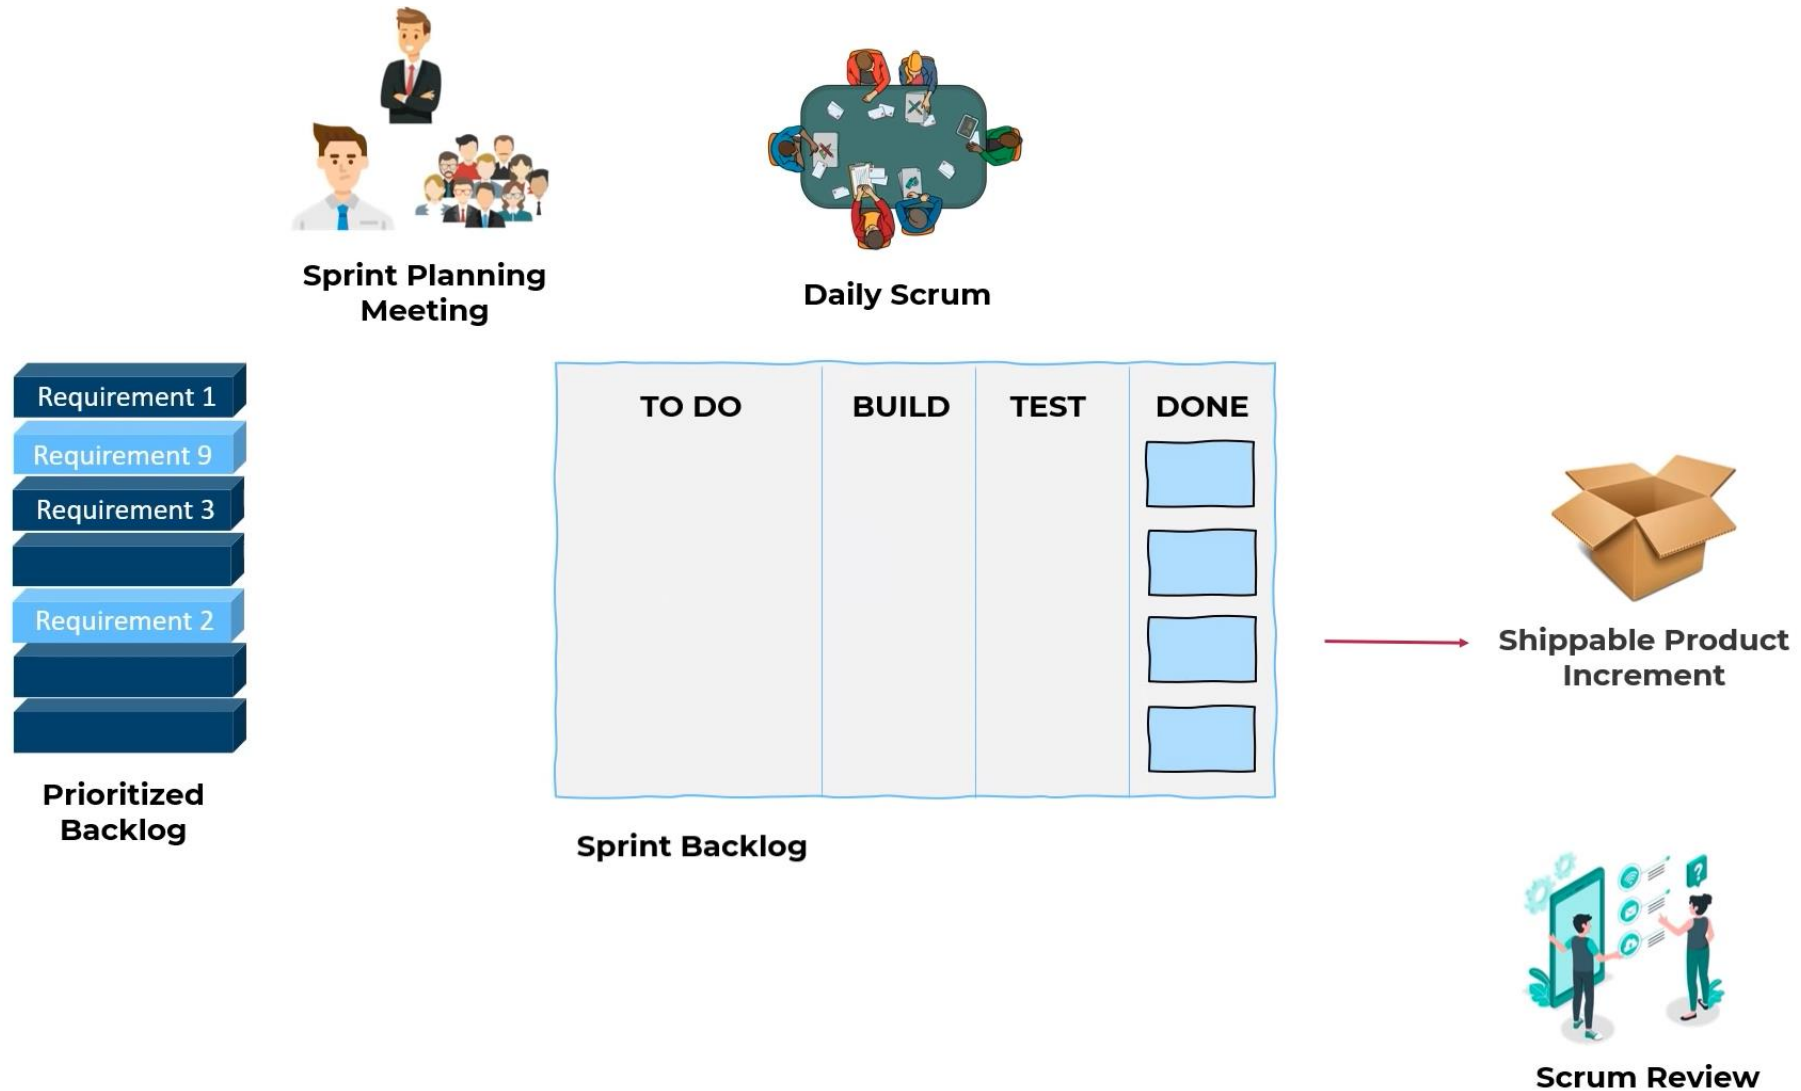 Sprint Planning
Meeting
Daily Scrum
Requirement 1
Requirement 9
Requirement 3
Requirement 2
Prioritized
Backlog
TO DO
BUILD
TEST
DONE
Sprint Backlog
Shippable Product
Increment
?
Scrum Review